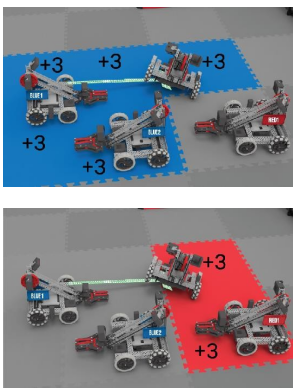 +3 +3 +3
BLUE1
+3
+3
BLUE2
RED1
+3
BLUE1
BLUE2
RED1
+3